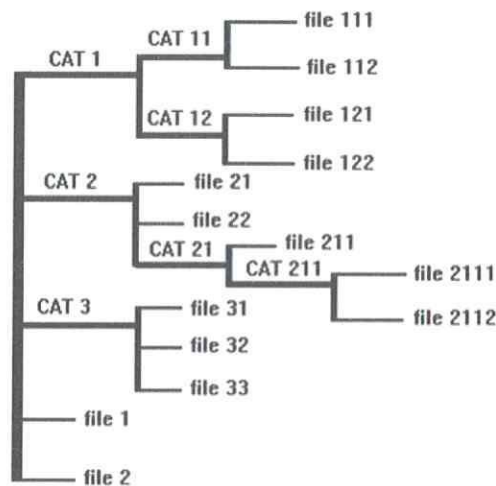 file 111
CAT 11
CAT 1
file 112
CAT 12
file 121
file 122
CAT 2
file 21
file 22
CAT 21
file 211
CAT 211
file 2111
file 2112
CAT 3
file 31
file 32
file 33
file 1
file 2